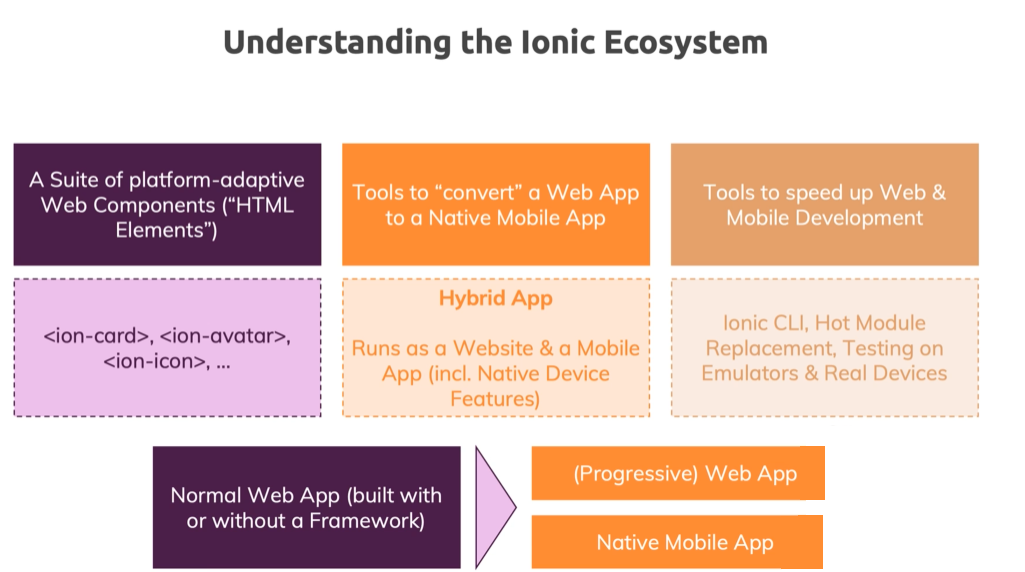 Understanding the Ionic Ecosystem
A Suite of platform-adaptive
Web Components (“HTML
Elements”)
Tools to “convert” a Web App
to a Native Mobile App
Tools to speed up Web &
Mobile Development
<ion-card>, <ion-avatar>,
<ion-icon>, ...
Hybrid App
Runs as a Website & a Mobile
App (incl. Native Device
Features)
Ionic CLI, Hot Module
Replacement, Testing on
Emulators & Real Devices
Normal Web App (built with
or without a Framework)
(Progressive) Web App
Native Mobile App